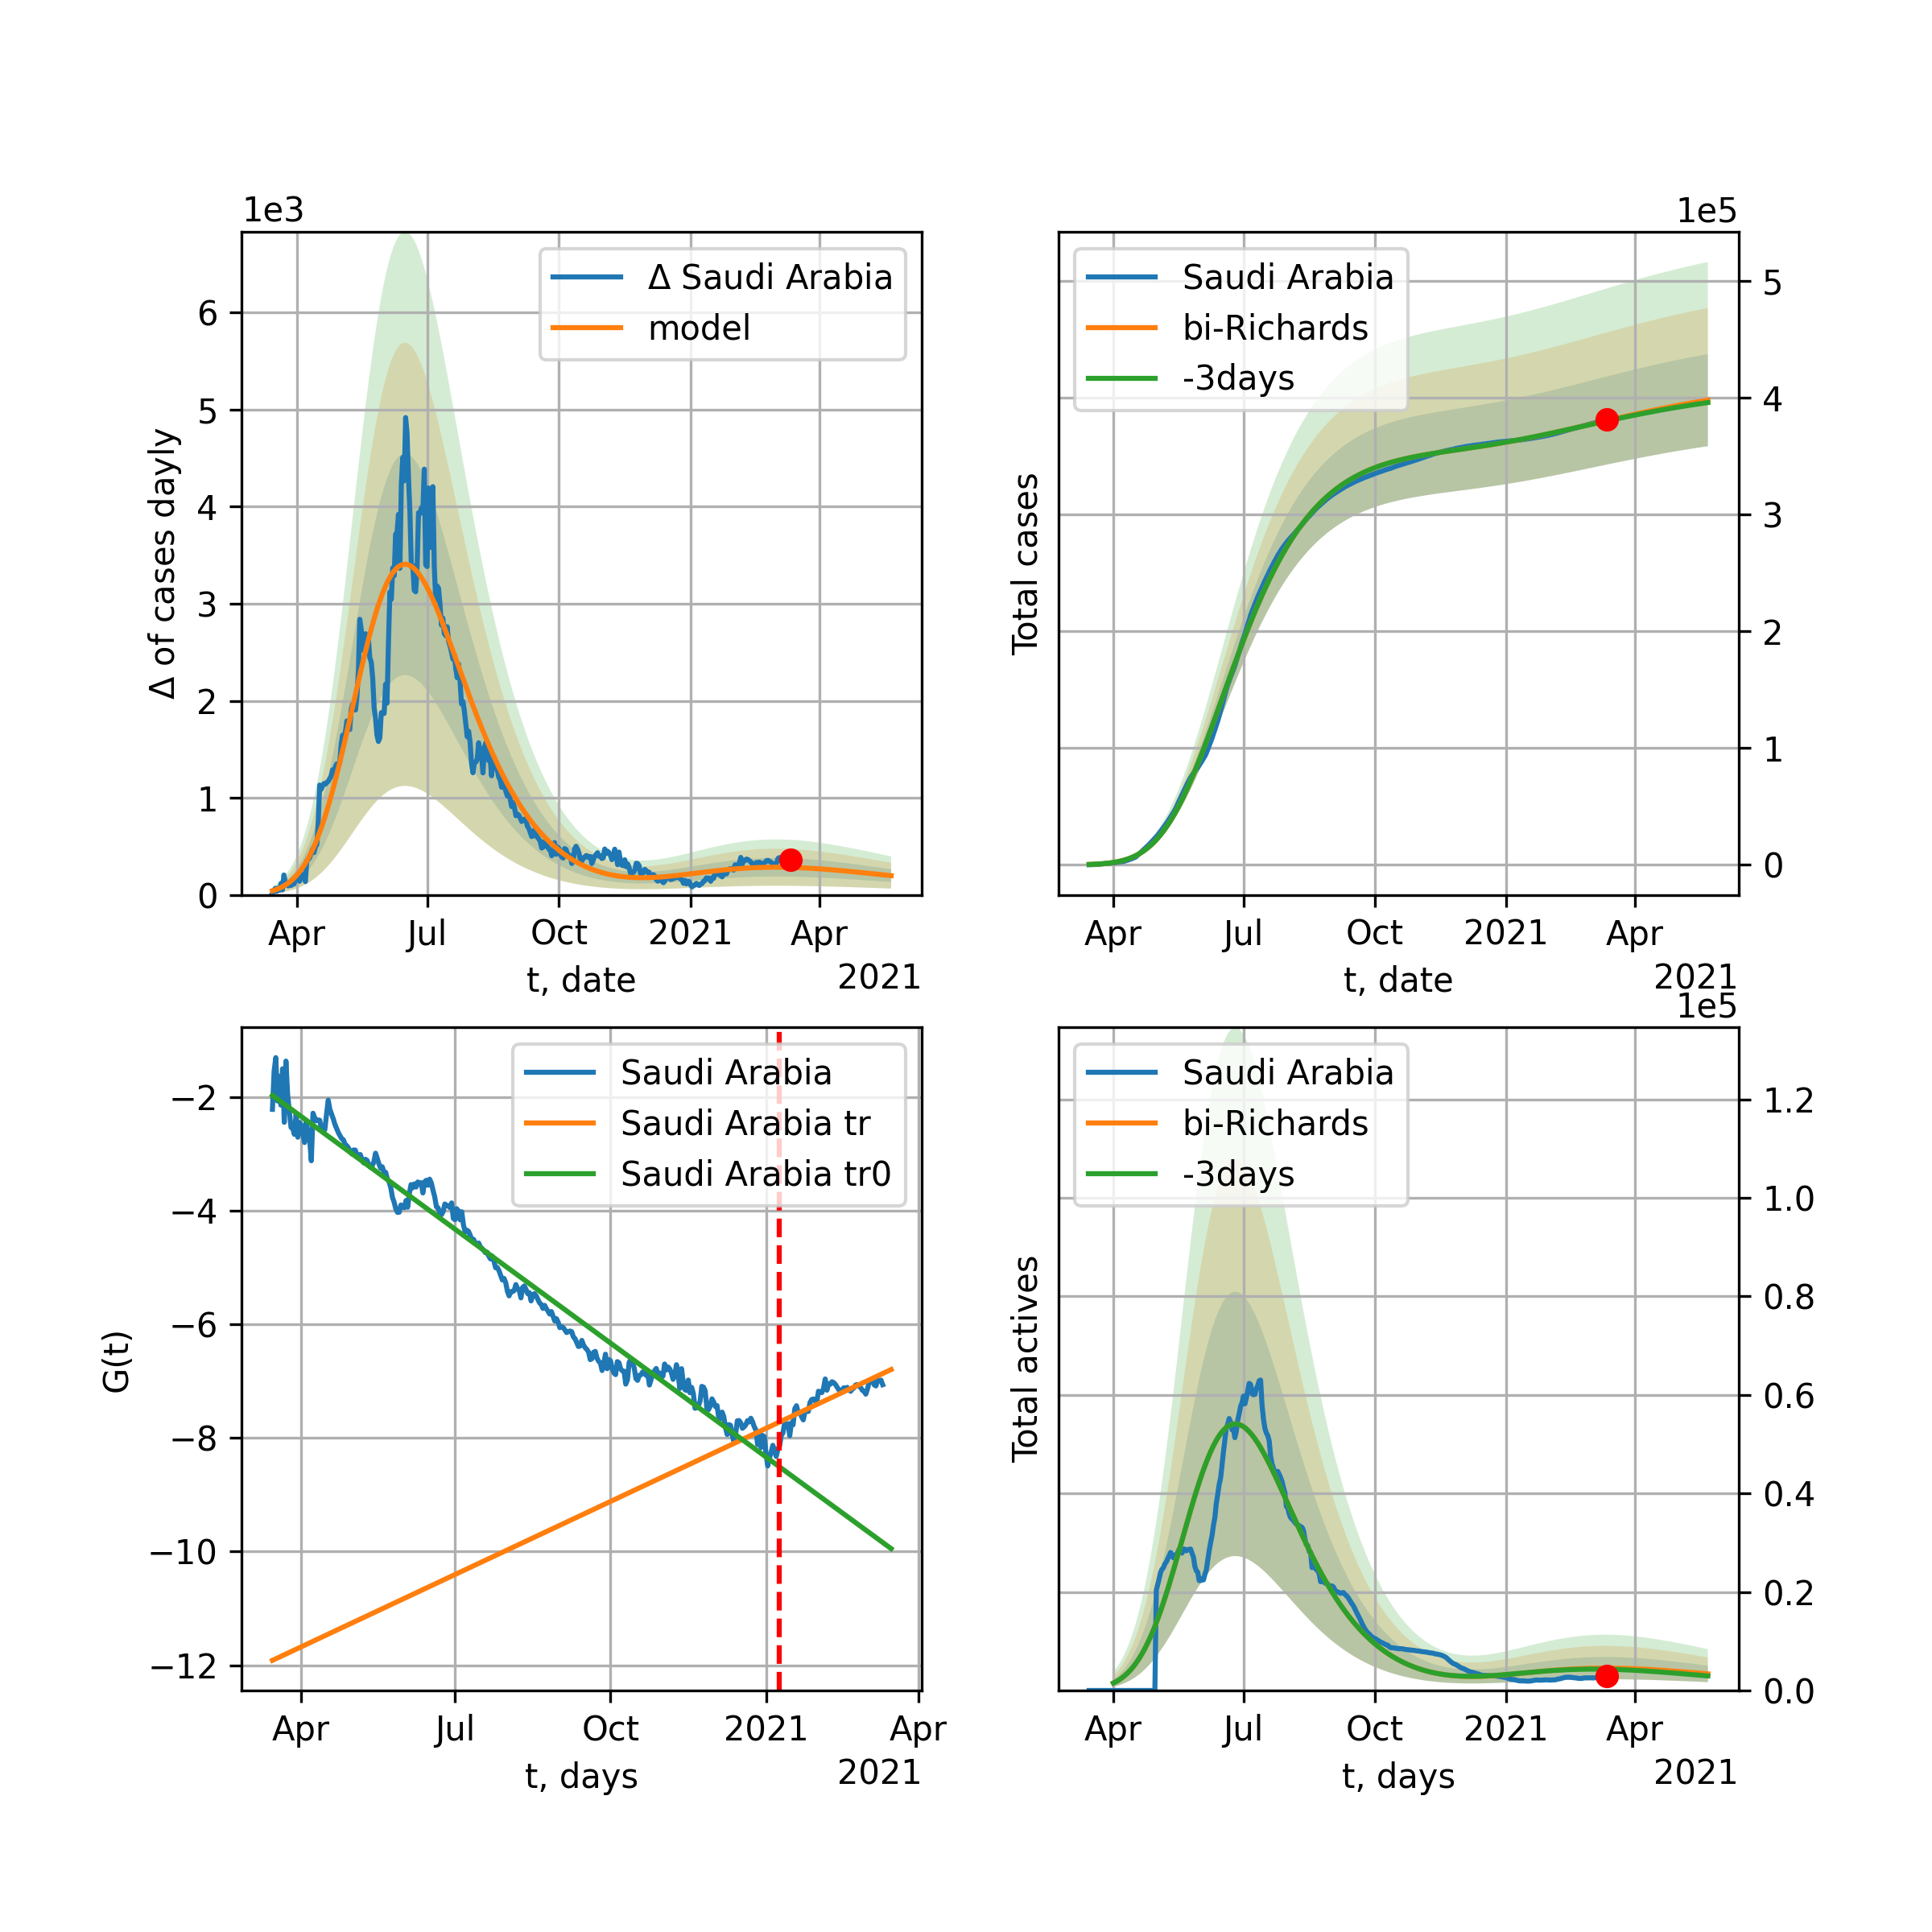 1e3
Δ of cases dayly
6
5
4
3
2
1
0
Δ Saudi Arabia
model
Apr Jul Oct 2021 Apr
t, date
2021
1e5
Total cases
Saudi Arabia
bi-Richards
-3days
5
4
3
2
1
0
Apr Jul Oct 2021 Apr
t, date
2021
G(t)
−2
−4
−6
−8
−10
−12
Saudi Arabia
Saudi Arabia tr
Saudi Arabia tr0
Apr Jul Oct 2021 Apr
t, days
2021
1e5
Total actives
Saudi Arabia
bi-Richards
-3days
1.2
1.0
0.8
0.6
0.4
0.2
0.0
Apr Jul Oct 2021 Apr
t, days
2021